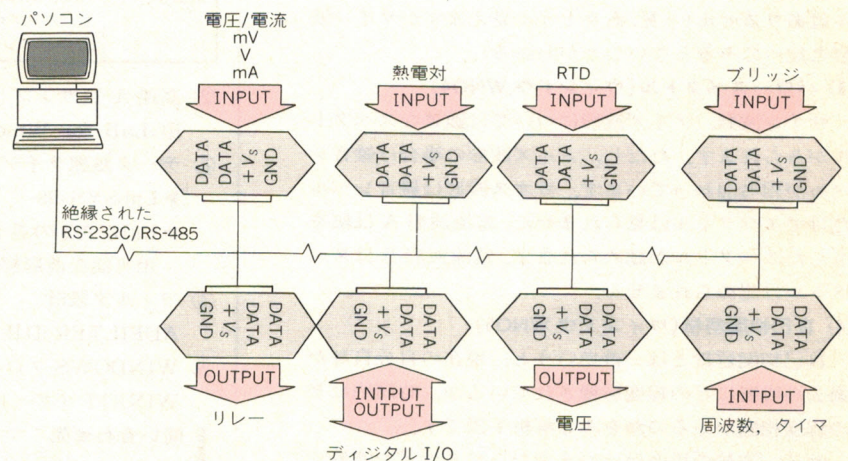 パソコン
電圧/電流
mV
V
mA
INPUT
DATA
DATA
+Vs
GND
熱電対
INPUT
DATA
DATA
+Vs
GND
RTD
INPUT
DATA
DATA
+Vs
GND
ブリッジ
INPUT
DATA
DATA
+Vs
GND
絶縁された
RS-232C/RS-485
DATA
DATA
+Vs
GND
OUTPUT
リレー
DATA
DATA
+Vs
GND
INTPUT
OUTPUT
ディジタル I/O
DATA
DATA
+Vs
GND
OUTPUT
電圧
DATA
DATA
+Vs
GND
INTPUT
周波数，タイマ